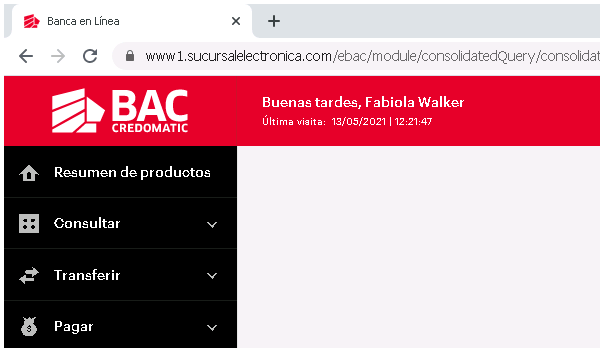 Banca en Línea
www1.sucursalelectronica.com/ebac/module/consolidatedQuery/consolidat
BAC
CREDOMATIC
Buenas tardes, Fabiola Walker
Última visita: 13/05/2021 | 12:21:47
Resumen de productos
Consultar
Transferir
Pagar